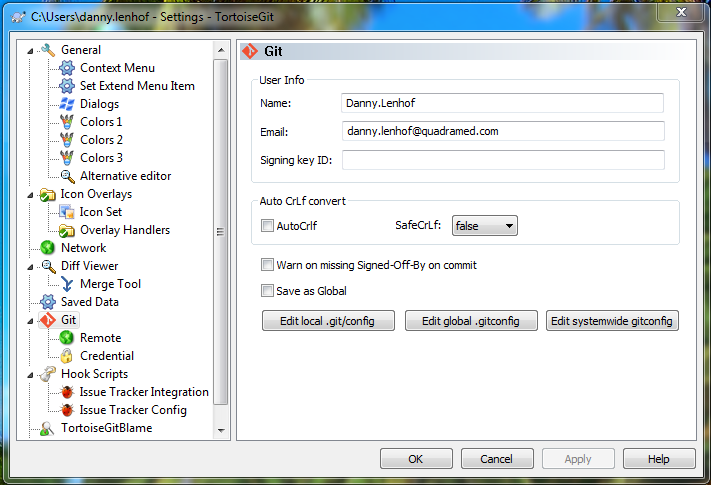 C:\Users\danny.lenhof - Settings - TortoiseGit
General
Context Menu
Set Extend Menu Item
Dialogs
Colors 1
Colors 2
Colors 3
Alternative editor
Icon Overlays
Icon Set
Overlay Handlers
Network
Diff Viewer
Merge Tool
Saved Data
Git
Remote
Credential
Hook Scripts
Issue Tracker Integration
Issue Tracker Config
TortoiseGitBlame
Git
User Info
Name: Danny.Lenhof
Email: danny.lenhof@quadramed.com
Signing key ID:
Auto CrLf convert
AutoCrlf SafeCrLf: false
Warn on missing Signed-Off-By on commit
Save as Global
Edit local .git/config Edit global .gitconfig Edit systemwide gitconfig
OK Cancel Apply Help